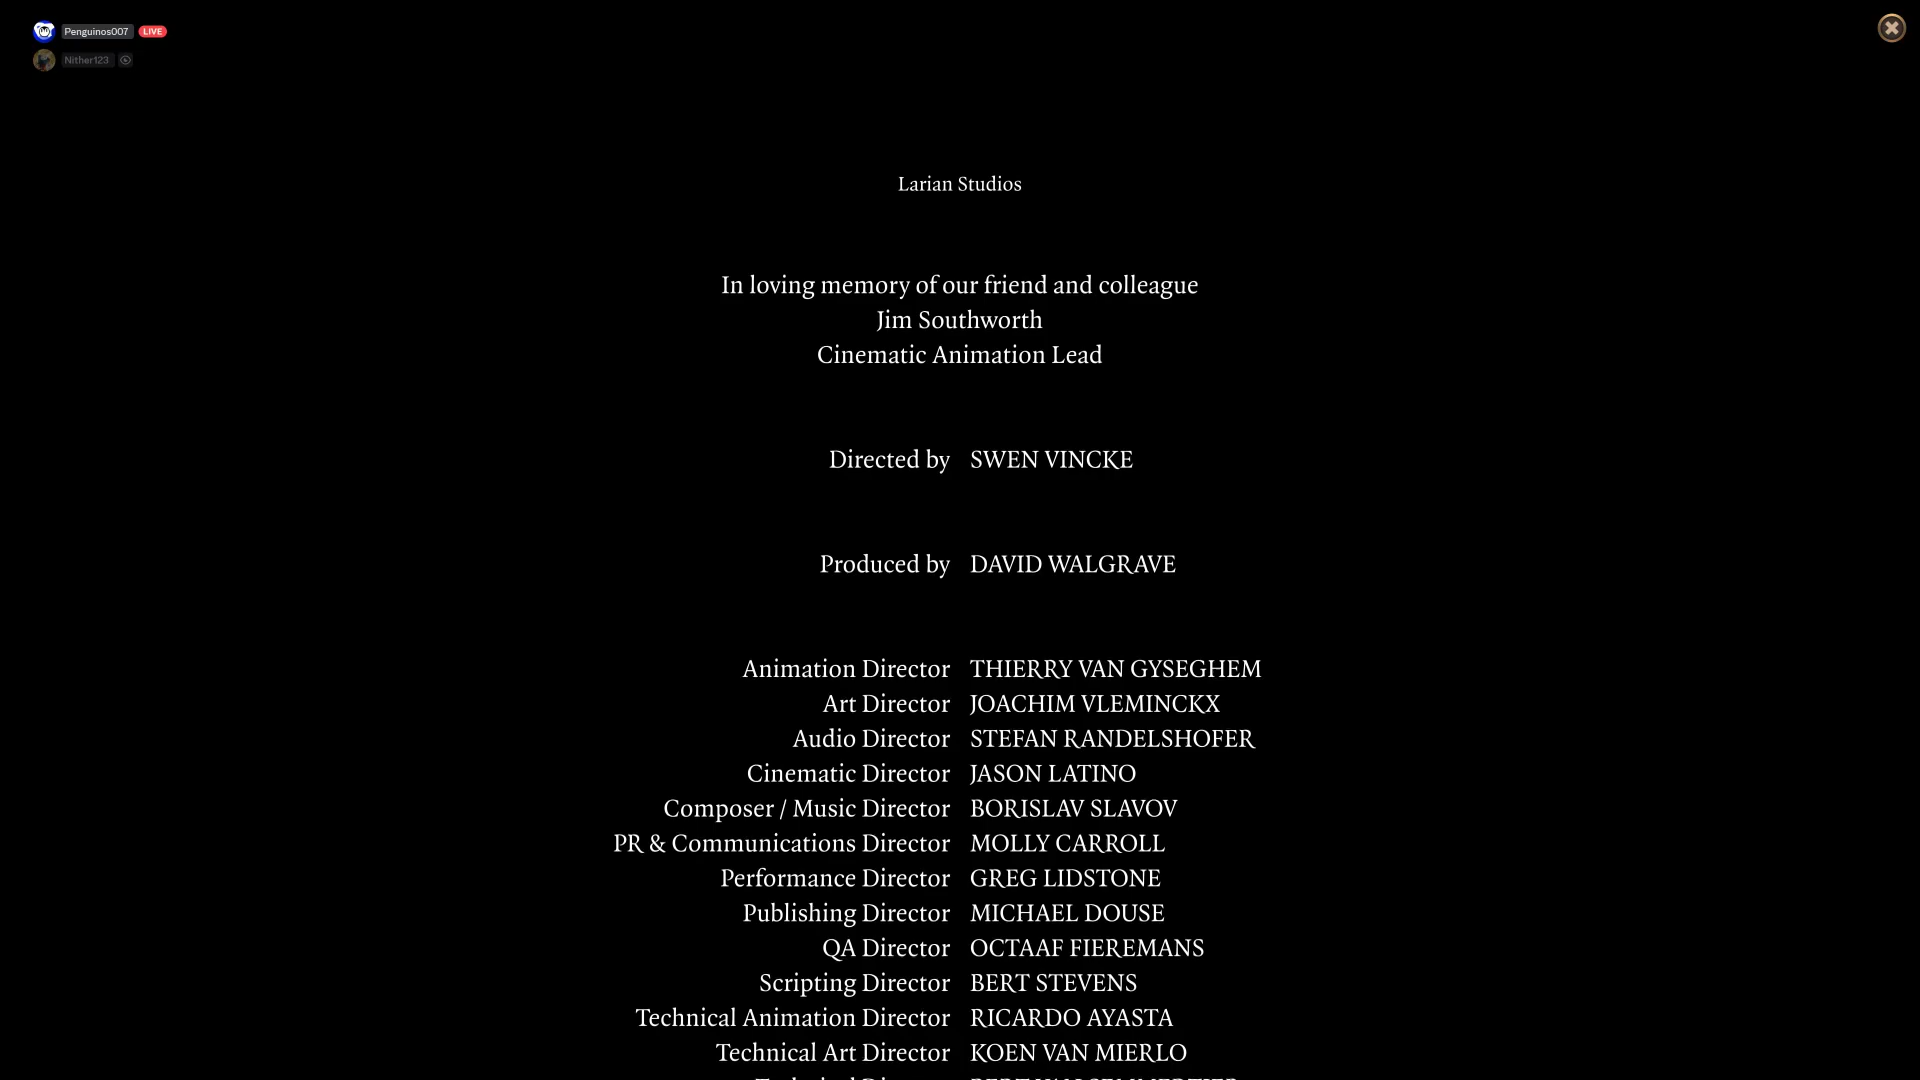 Penguinos007 LIVE
Nither123
Larian Studios
In loving memory of our friend and colleague
Jim Southworth
Cinematic Animation Lead
Directed by SWEN VINCKE
Produced by DAVID WALGRAVE
Animation Director THIERRY VAN GYSEGHEM
Art Director JOACHIM VLEMINCKX
Audio Director STEFAN RANDELSHOFER
Cinematic Director JASON LATINO
Composer / Music Director BORISLAV SLAVOV
PR & Communications Director MOLLY CARROLL
Performance Director GREG LIDSTONE
Publishing Director MICHAEL DOUSE
QA Director OCTAAF FIEREMANS
Scripting Director BERT STEVENS
Technical Animation Director RICARDO AYASTA
Technical Art Director KOEN VAN MIERLO